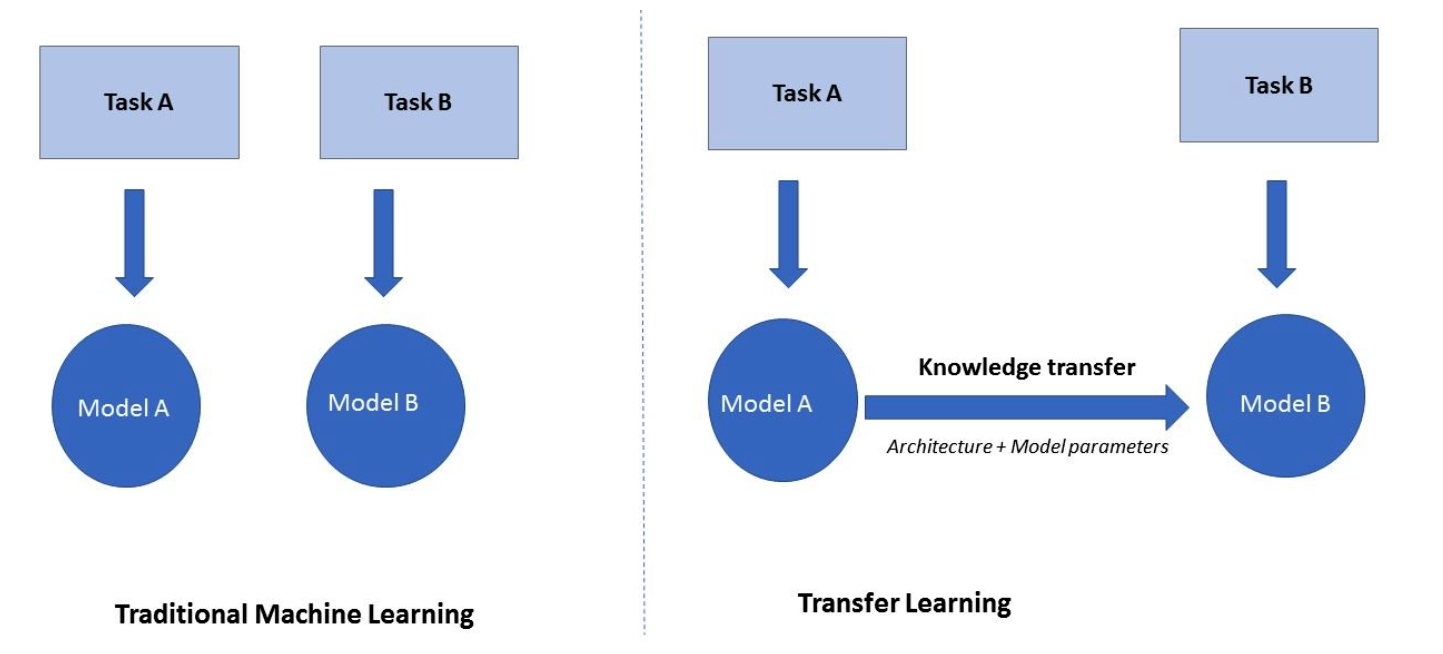 Task A
Task B
Model A
Model B
Traditional Machine Learning
Task A
Task B
Knowledge transfer
Model A
Architecture + Model parameters
Model B
Transfer Learning